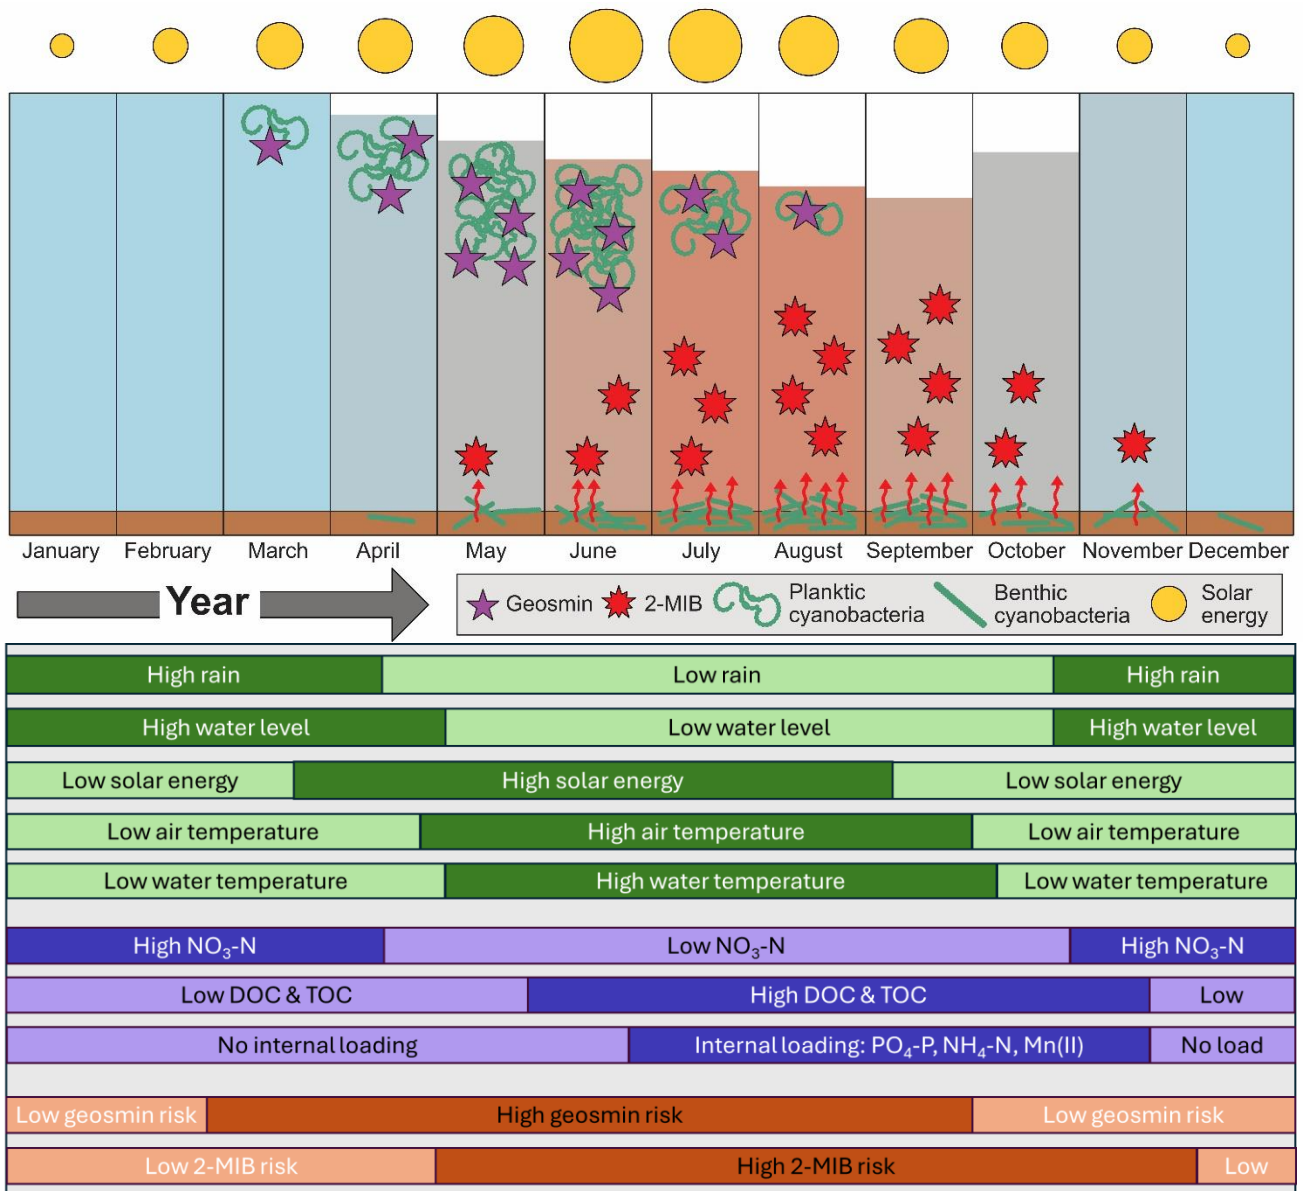 January February March April May June July August September October November December
Year
Geosmin 2-MIB Planktic cyanobacteria Benthic cyanobacteria Solar energy
High rain Low rain High rain
High water level Low water level High water level
Low solar energy High solar energy Low solar energy
Low air temperature High air temperature Low air temperature
Low water temperature High water temperature Low water temperature
High NO₃-N Low NO₃-N High NO₃-N
Low DOC & TOC High DOC & TOC Low
No internal loading Internal loading: PO₄-P, NH₄-N, Mn(II) No load
Low geosmin risk High geosmin risk Low geosmin risk
Low 2-MIB risk High 2-MIB risk Low